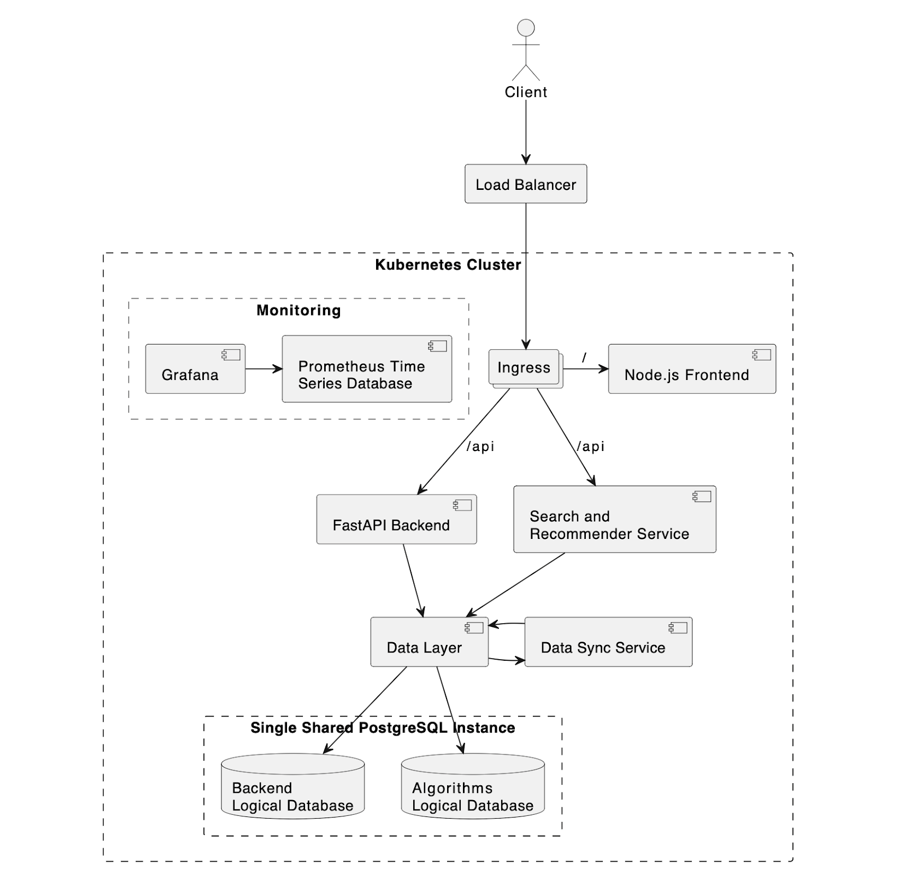 Client
Load Balancer
Kubernetes Cluster
Monitoring
Grafana
Prometheus Time
Series Database
Ingress
/
Node.js Frontend
/api
/api
FastAPI Backend
Search and
Recommender Service
Data Layer
Data Sync Service
Single Shared PostgreSQL Instance
Backend
Logical Database
Algorithms
Logical Database